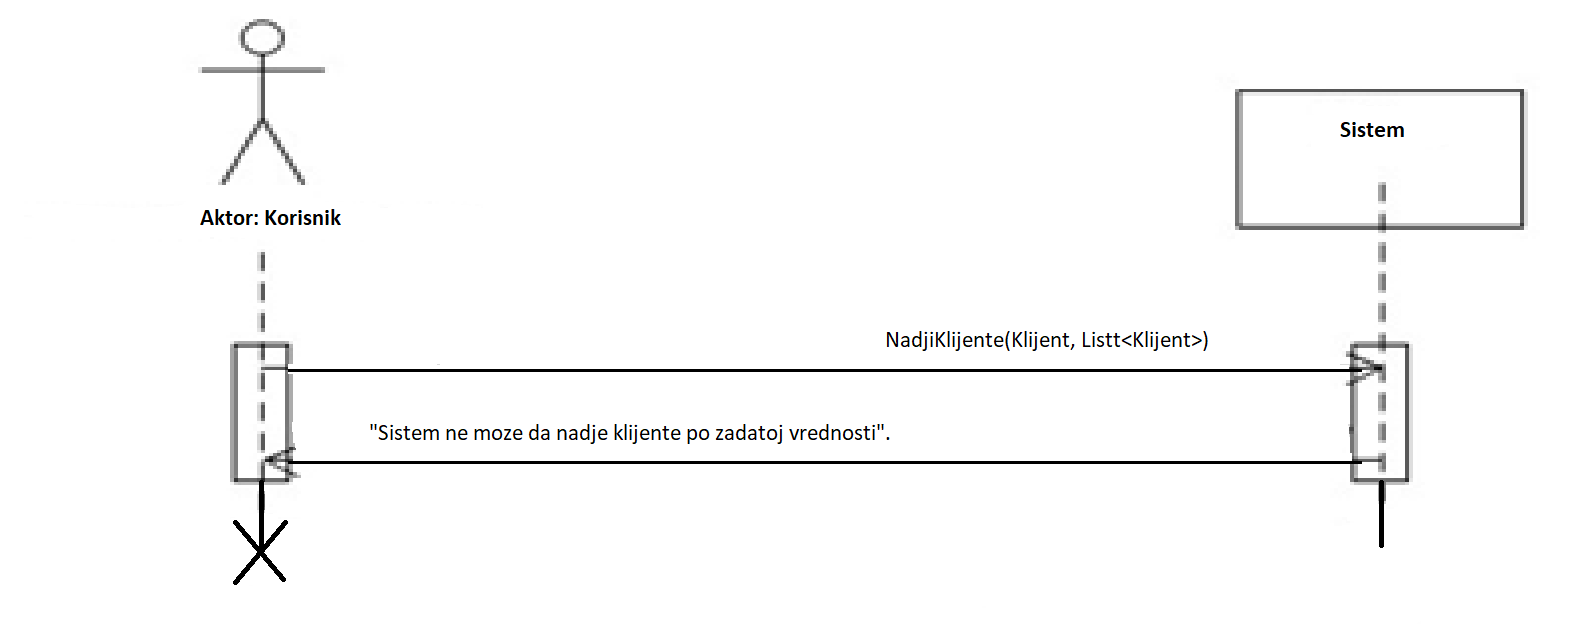 Sistem
Aktor: Korisnik
NadjiKlijente(Klijent, Listt<Klijent>)
"Sistem ne moze da nadje klijente po zadatoj vrednosti".